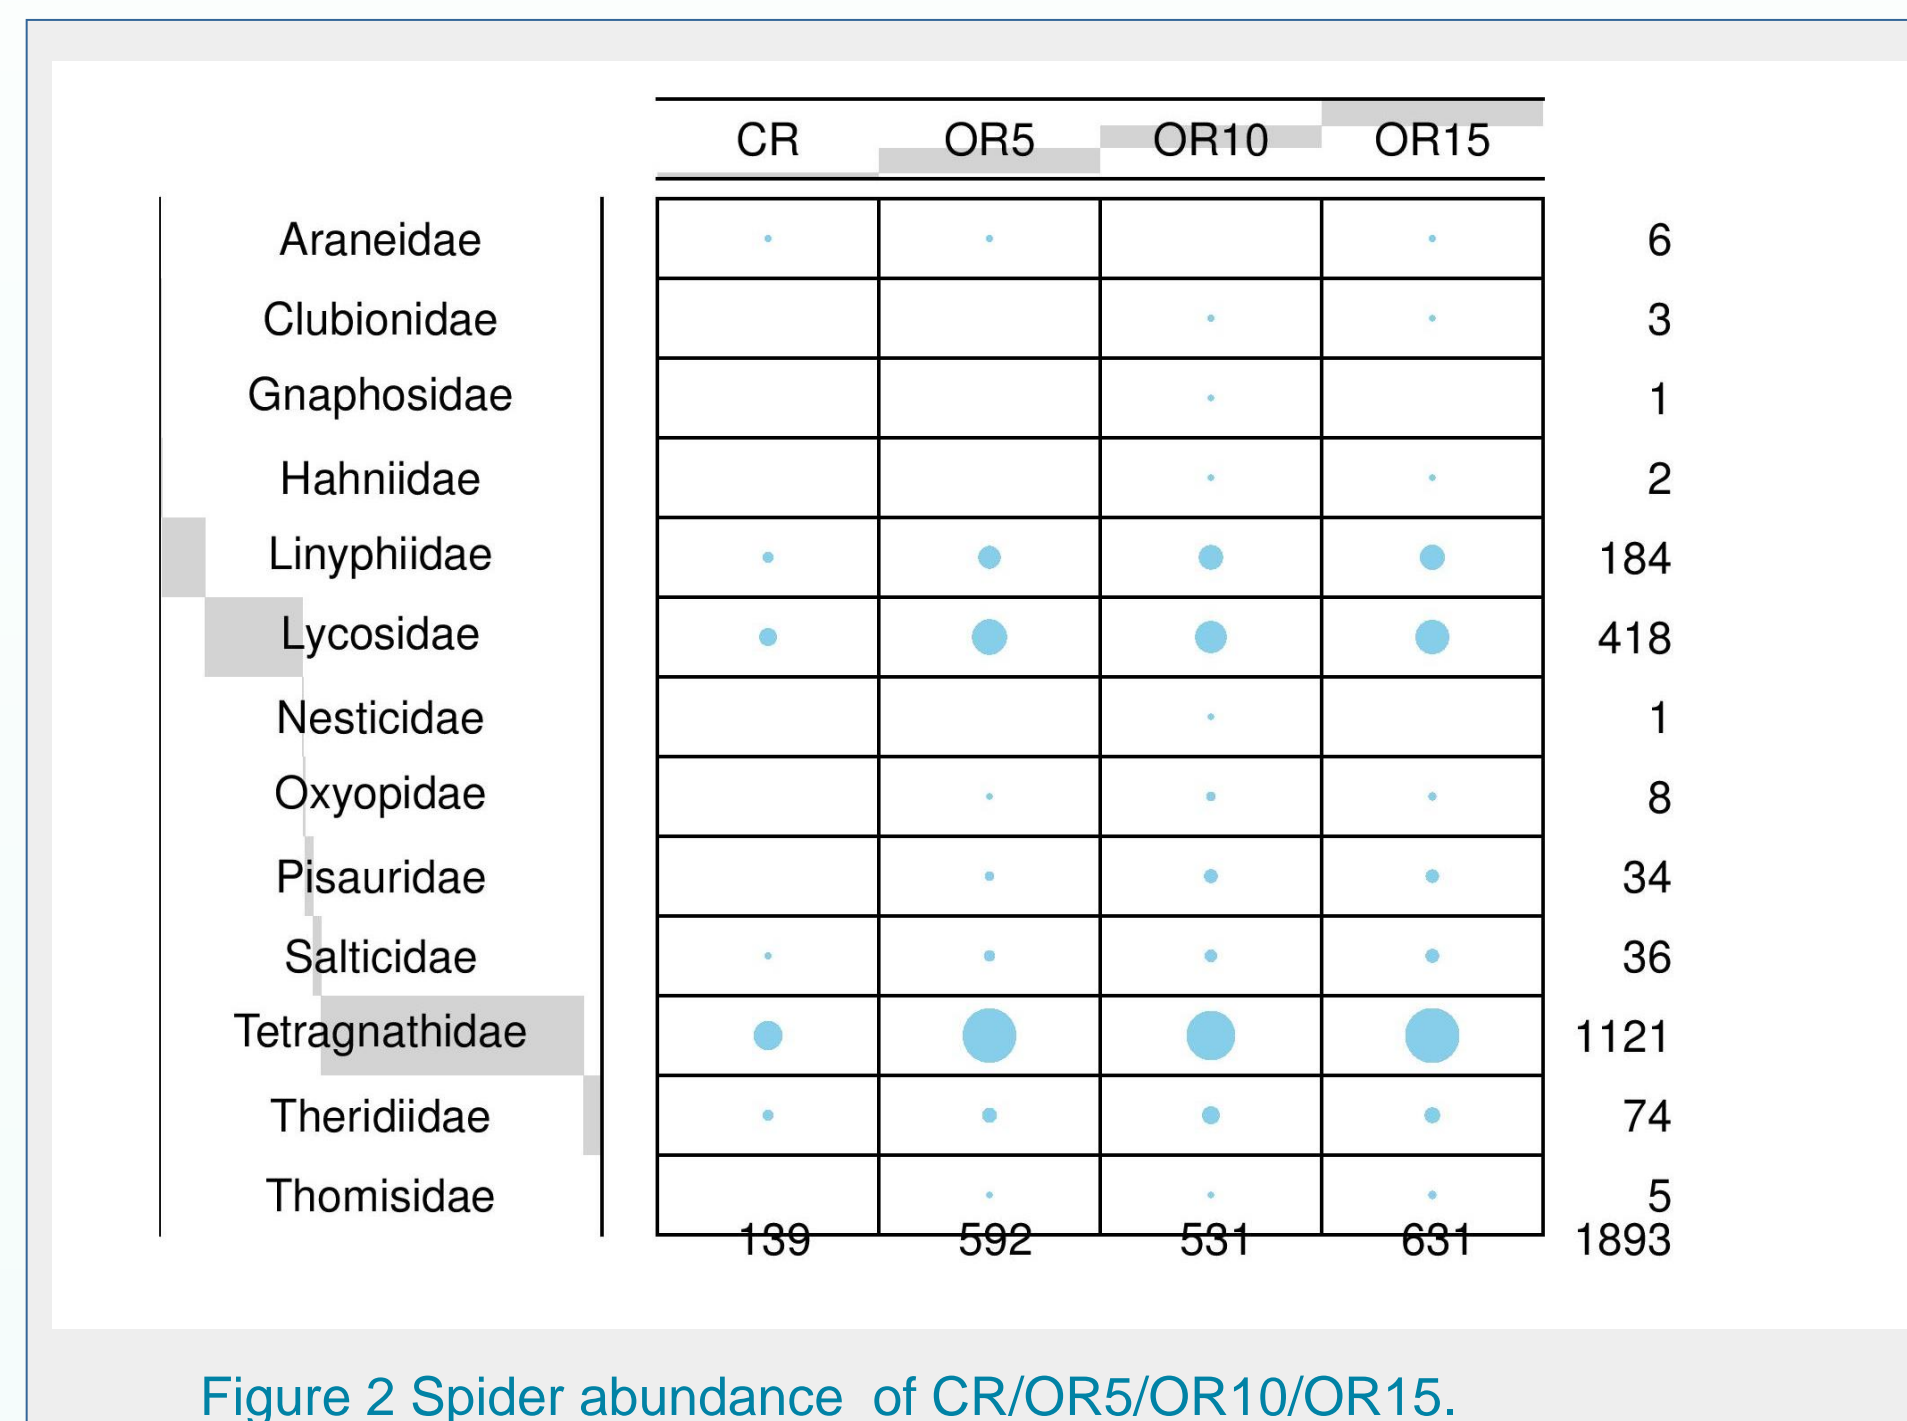 CR OR5 OR10 OR15
Araneidae 6
Clubionidae 3
Gnaphosidae 1
Hahniidae 2
Linyphiidae 184
Lycosidae 418
Nesticidae 1
Oxyopidae 8
Pisauridae 34
Salticidae 36
Tetragnathidae 1121
Theridiidae 74
Thomisidae 5
139 592 531 631 1893
Figure 2 Spider abundance of CR/OR5/OR10/OR15.